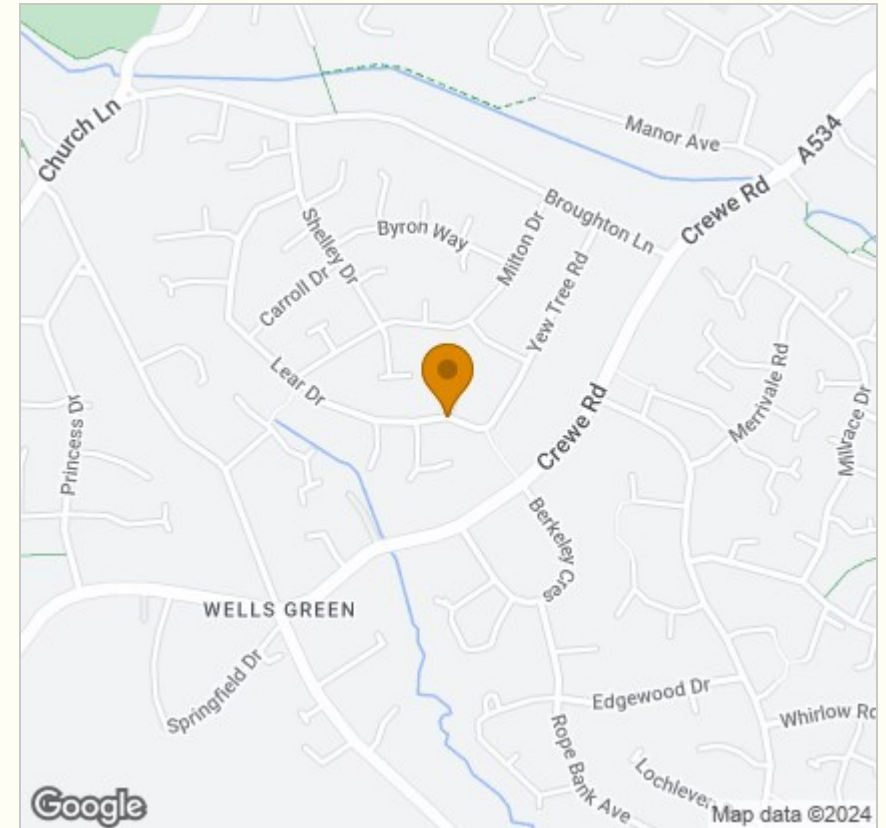 Church Ln
Manor Ave
A534
Crewe Rd
Broughton Ln
Shelley Dr
Byron Way
Milton Dr
Carroll Dr
Yew Tree Rd
Lear Dr
Merrivale Rd
Millrace Dr
Princess Dr
Crewe Rd
Berkeley Cres
WELLS GREEN
Springfield Dr
Edgewood Dr
Whirlow Rd
Rope Bank Ave
Lochleven
Google
Map data ©2024